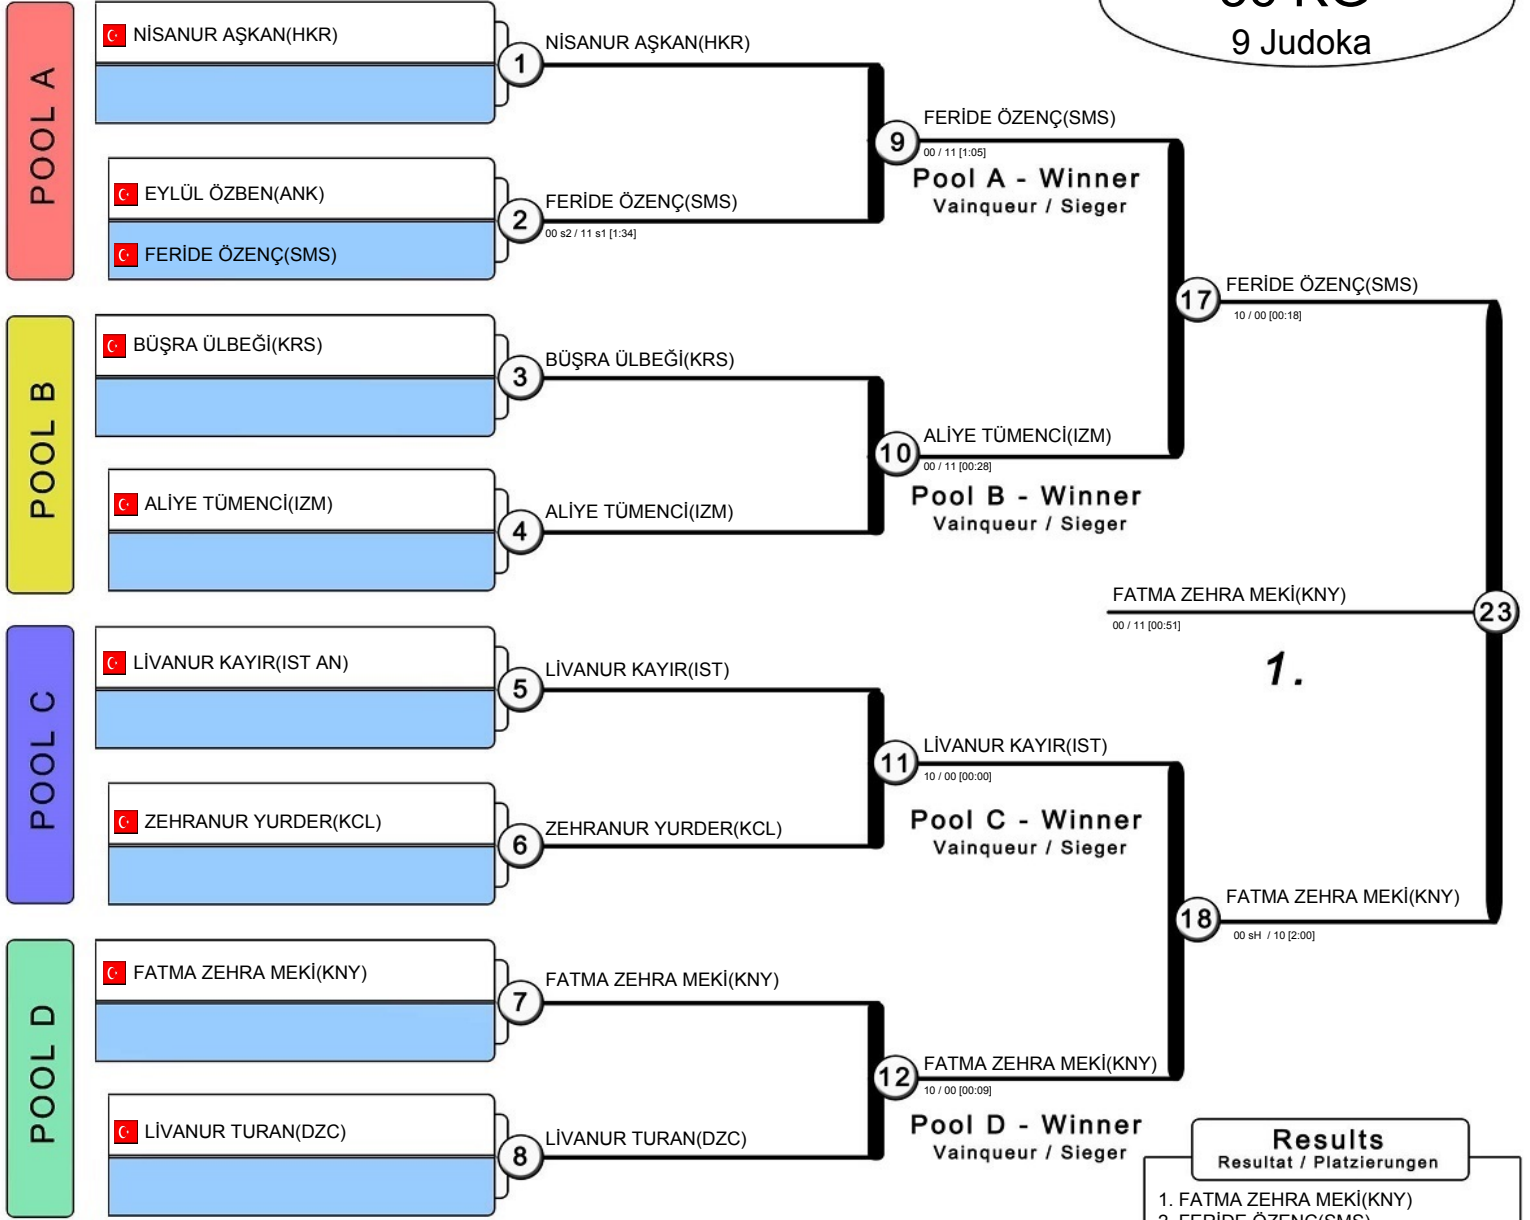 KG
9 Judoka
POOL A
NİSANUR AŞKAN(HKR)
EYLÜL ÖZBEN(ANK)
FERİDE ÖZENÇ(SMS)
1
NİSANUR AŞKAN(HKR)
2
FERİDE ÖZENÇ(SMS)
00 s2 / 11 s1 [1:34]
9
FERİDE ÖZENÇ(SMS)
00 / 11 [1:05]
Pool A - Winner
Vainqueur / Sieger
POOL B
BÜŞRA ÜLBEĞİ(KRS)
ALİYE TÜMENCİ(IZM)
3
BÜŞRA ÜLBEĞİ(KRS)
4
ALİYE TÜMENCİ(IZM)
10
ALİYE TÜMENCİ(IZM)
00 / 11 [00:28]
Pool B - Winner
Vainqueur / Sieger
17
FERİDE ÖZENÇ(SMS)
10 / 00 [00:18]
POOL C
LİVANUR KAYIR(IST AN)
ZEHRANUR YURDER(KCL)
5
LİVANUR KAYIR(IST)
6
ZEHRANUR YURDER(KCL)
11
LİVANUR KAYIR(IST)
10 / 00 [00:00]
Pool C - Winner
Vainqueur / Sieger
POOL D
FATMA ZEHRA MEKİ(KNY)
LİVANUR TURAN(DZC)
7
FATMA ZEHRA MEKİ(KNY)
8
LİVANUR TURAN(DZC)
12
FATMA ZEHRA MEKİ(KNY)
10 / 00 [00:09]
Pool D - Winner
Vainqueur / Sieger
18
FATMA ZEHRA MEKİ(KNY)
00 sH / 10 [2:00]
23
FATMA ZEHRA MEKİ(KNY)
00 / 11 [00:51]
1.
Results
Resultat / Platzierungen
1. FATMA ZEHRA MEKİ(KNY)
2. FERİDE ÖZENÇ(SMS)